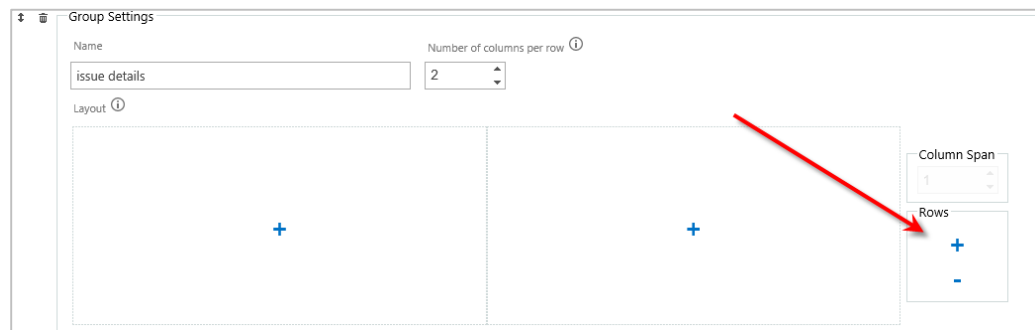 Group Settings
Name
Number of columns per row
issue details
2
Layout
Column Span
1
Rows
+
+
+
-